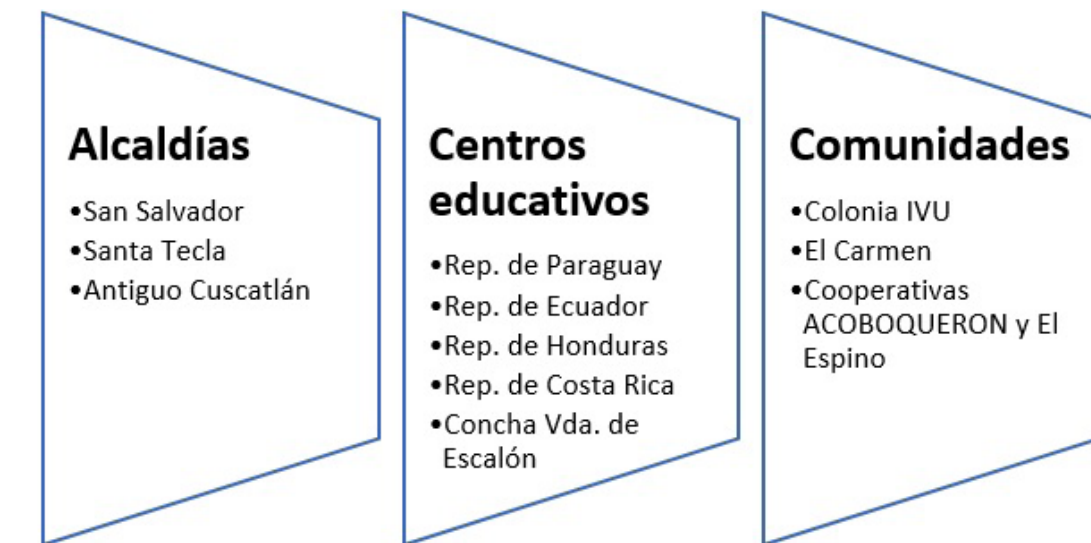 Alcaldías
•San Salvador
•Santa Tecla
•Antiguo Cuscatlán
Centros
educativos
•Rep. de Paraguay
•Rep. de Ecuador
•Rep. de Honduras
•Rep. de Costa Rica
•Concha Vda. de
Escalón
Comunidades
•Colonia IVU
•El Carmen
•Cooperativas
ACOBOQUERON y El
Espino